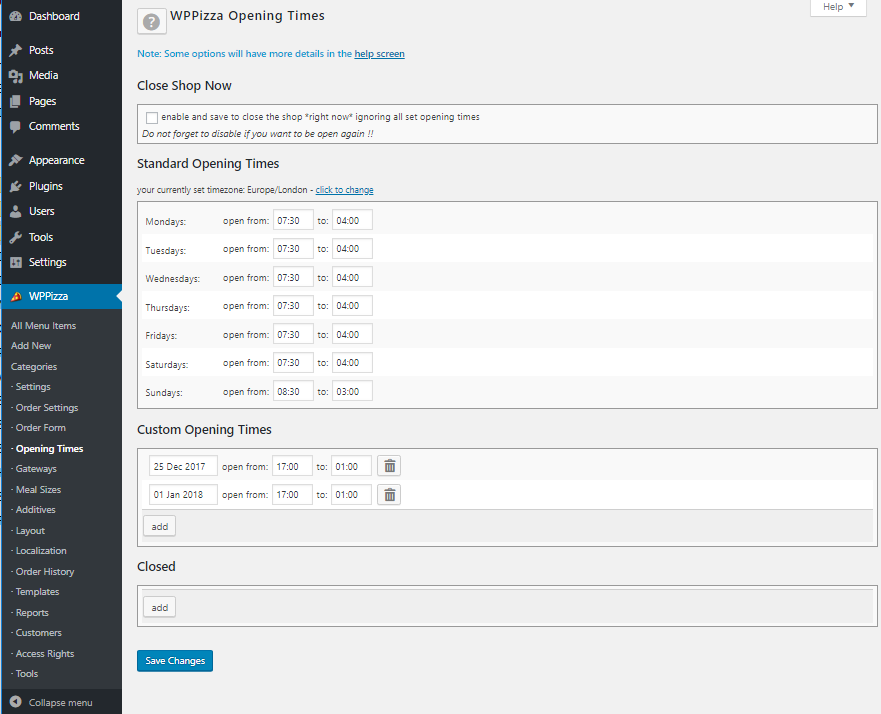 Dashboard
Posts
Media
Pages
Comments
Appearance
Plugins
Users
Tools
Settings
WPPizza
All Menu Items
Add New
Categories
- Settings
- Order Settings
- Order Form
- Opening Times
- Gateways
- Meal Sizes
- Additives
- Layout
- Localization
- Order History
- Templates
- Reports
- Customers
- Access Rights
- Tools
Collapse menu
Help ▼
? WPPizza Opening Times
Note: Some options will have more details in the help screen
Close Shop Now
enable and save to close the shop *right now* ignoring all set opening times
Do not forget to disable if you want to be open again !!
Standard Opening Times
your currently set timezone: Europe/London - click to change
Mondays: open from: 07:30 to: 04:00
Tuesdays: open from: 07:30 to: 04:00
Wednesdays: open from: 07:30 to: 04:00
Thursdays: open from: 07:30 to: 04:00
Fridays: open from: 07:30 to: 04:00
Saturdays: open from: 07:30 to: 04:00
Sundays: open from: 08:30 to: 03:00
Custom Opening Times
25 Dec 2017 open from: 17:00 to: 01:00
01 Jan 2018 open from: 17:00 to: 01:00
add
Closed
add
Save Changes